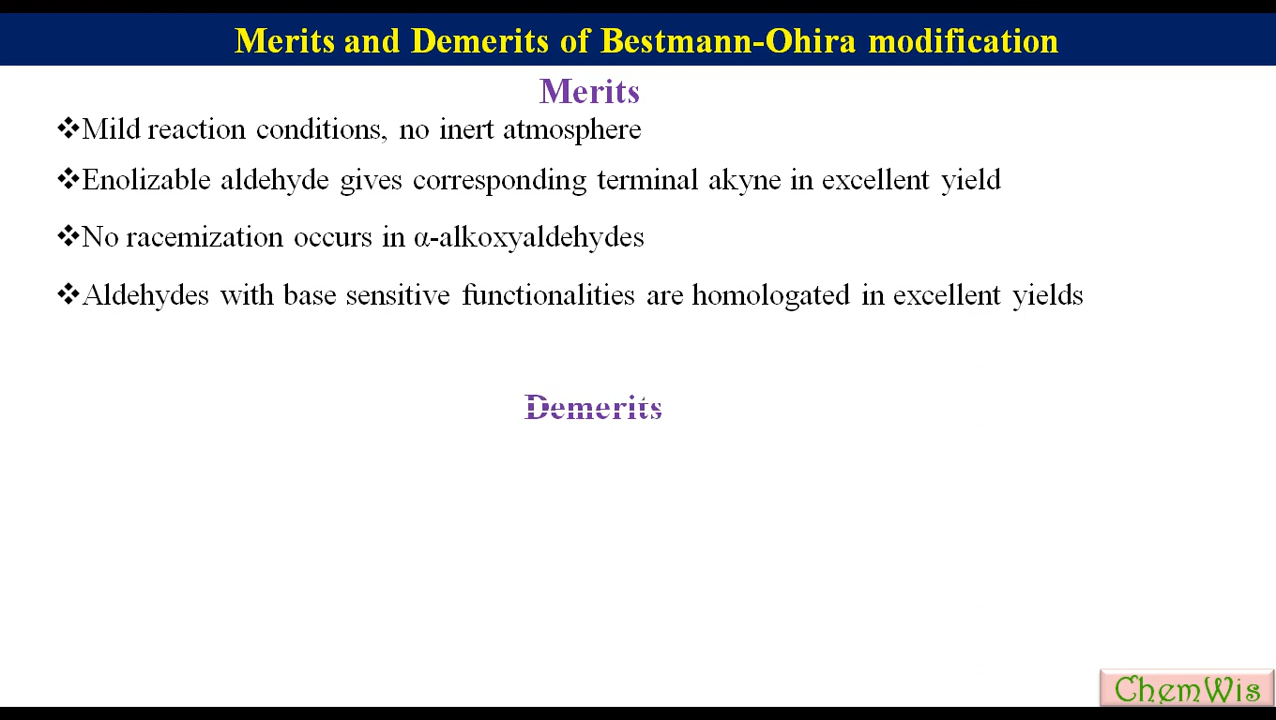 Merits and Demerits of Bestmann-Ohira modification
Merits
❖Mild reaction conditions, no inert atmosphere
❖Enolizable aldehyde gives corresponding terminal akyne in excellent yield
❖No racemization occurs in α-alkoxyaldehydes
❖Aldehydes with base sensitive functionalities are homologated in excellent yields
Demerits
ChemWis